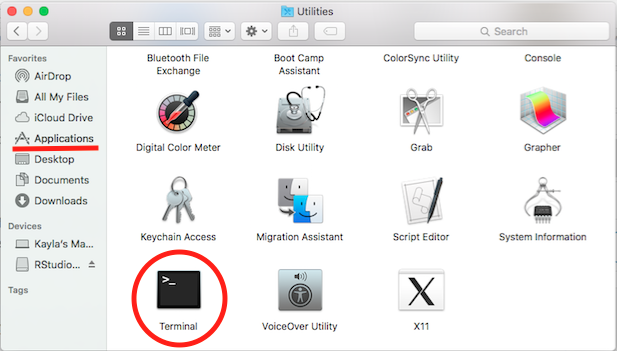 Utilities
Search
Favorites
AirDrop
All My Files
iCloud Drive
Applications
Desktop
Documents
Downloads
Devices
Kayla's Ma...
RStudio...
Tags
Bluetooth File
Exchange
Boot Camp
Assistant
ColorSync Utility
Console
Digital Color Meter
Disk Utility
Grab
Grapher
Keychain Access
Migration Assistant
Script Editor
System Information
>_
Terminal
VoiceOver Utility
X
X11